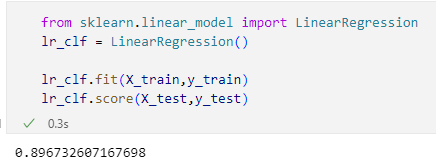 from sklearn.linear_model import LinearRegression
lr_clf = LinearRegression()
lr_clf.fit(X_train,y_train)
lr_clf.score(X_test,y_test)
✓ 0.3s
0.896732607167698